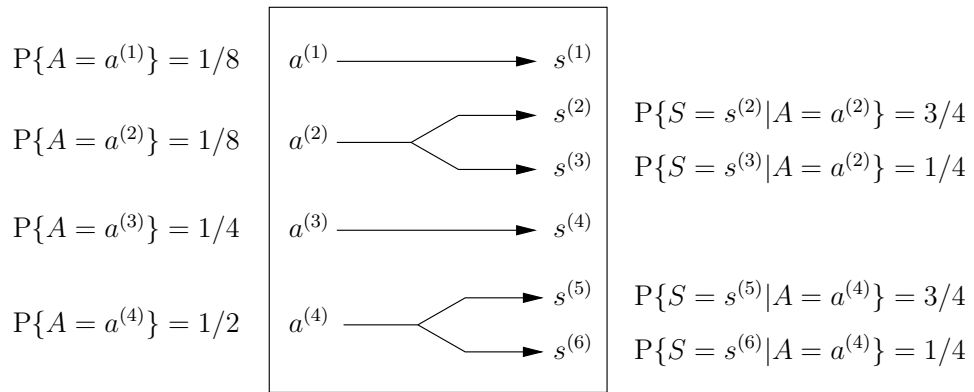 P{A = a⁽¹⁾} = 1/8 a⁽¹⁾ s⁽¹⁾
s⁽²⁾ P{S = s⁽²⁾|A = a⁽²⁾} = 3/4
P{A = a⁽²⁾} = 1/8 a⁽²⁾
s⁽³⁾ P{S = s⁽³⁾|A = a⁽²⁾} = 1/4
P{A = a⁽³⁾} = 1/4 a⁽³⁾ s⁽⁴⁾
s⁽⁵⁾ P{S = s⁽⁵⁾|A = a⁽⁴⁾} = 3/4
P{A = a⁽⁴⁾} = 1/2 a⁽⁴⁾
s⁽⁶⁾ P{S = s⁽⁶⁾|A = a⁽⁴⁾} = 1/4